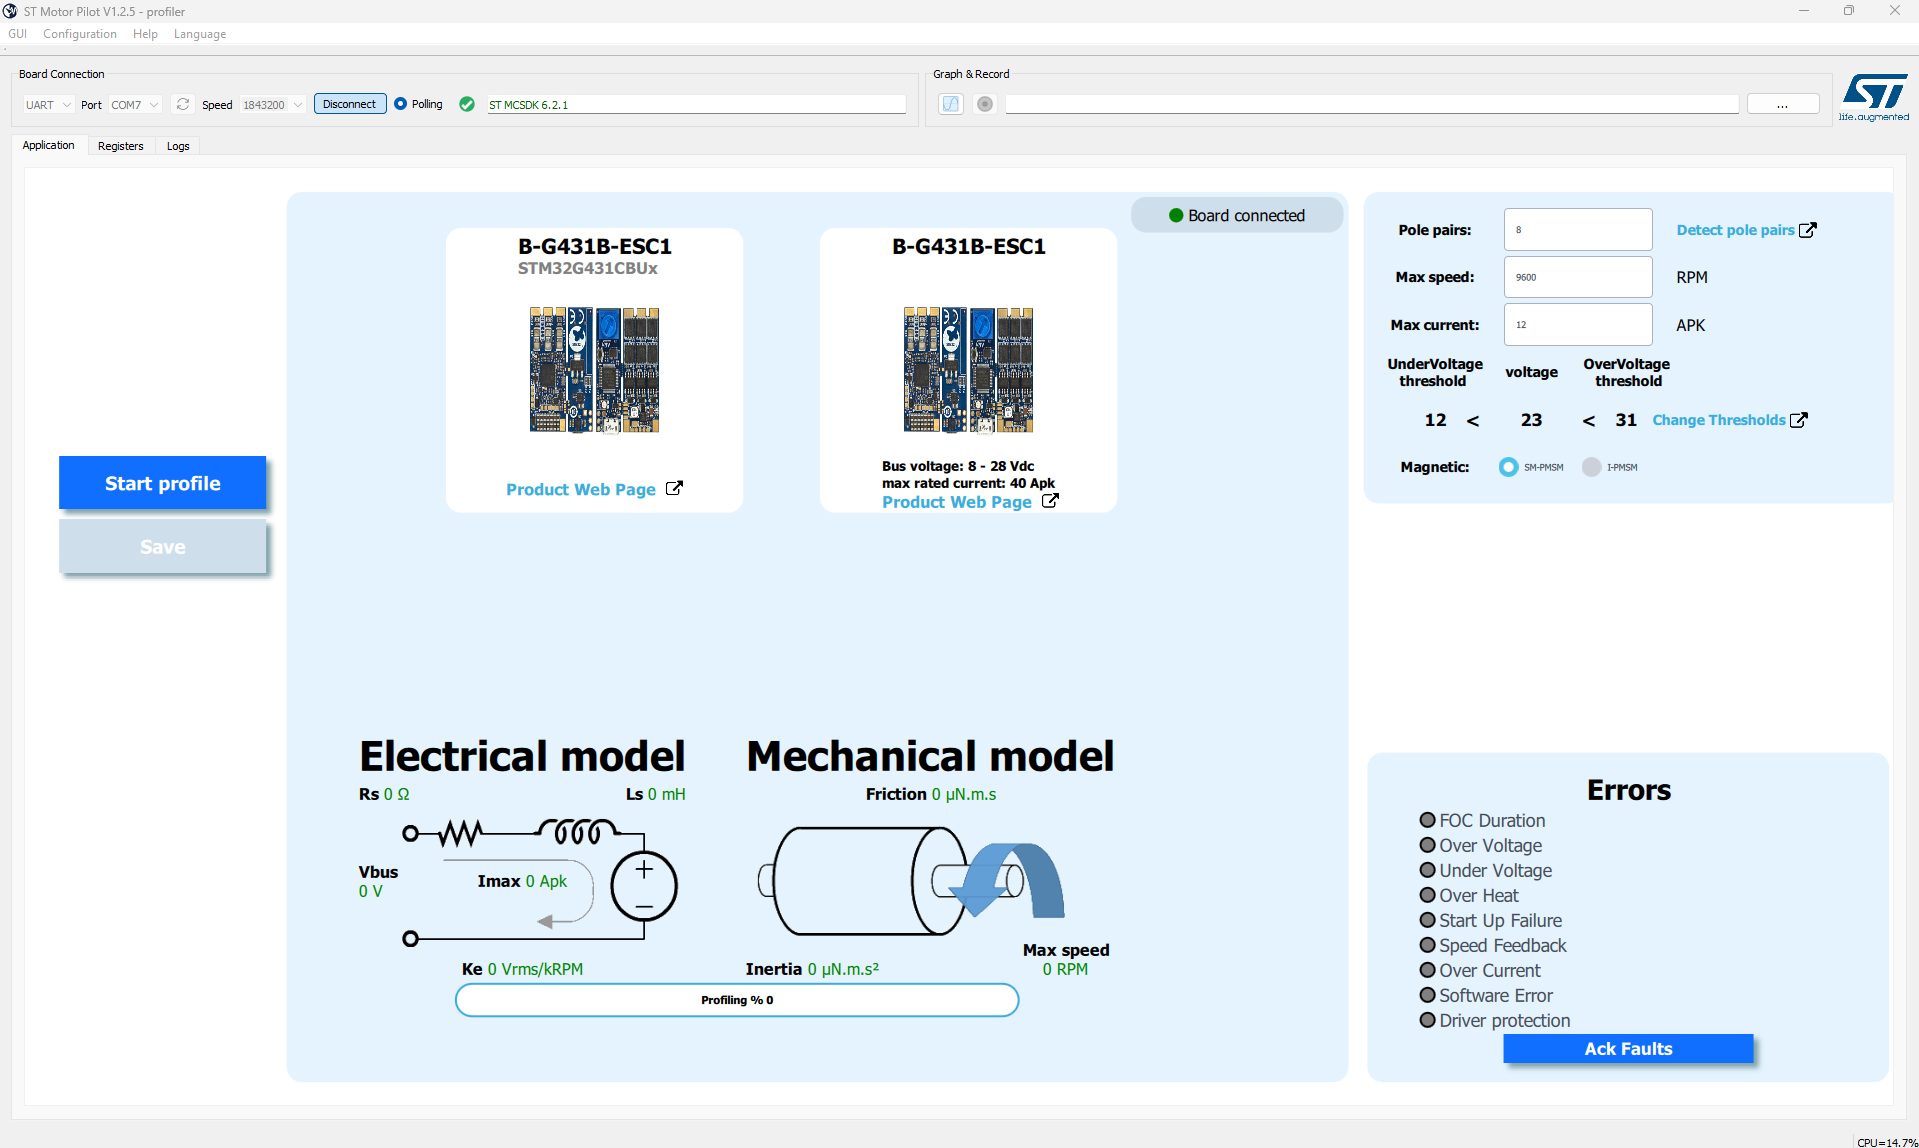 ST Motor Pilot V1.2.5 - profiler
GUI Configuration Help Language
Board Connection
UART Port COM7 Speed 1843200 Disconnect Polling ST MCSDK 6.2.1
Graph & Record
...
ST
life.augmented
Application Registers Logs
Board connected
B-G431B-ESC1
STM32G431CBUx
Product Web Page
B-G431B-ESC1
Bus voltage: 8 - 28 Vdc
max rated current: 40 Apk
Product Web Page
Start profile
Save
Pole pairs: 8 Detect pole pairs
Max speed: 9600 RPM
Max current: 12 APK
UnderVoltage threshold voltage OverVoltage threshold
12 < 23 < 31 Change Thresholds
Magnetic: SM-PMSM I-PMSM
Electrical model
Rs 0 Ω Ls 0 mH
Vbus
0 V
Imax 0 Apk
Ke 0 Vrms/kRPM
Mechanical model
Friction 0 µN.m.s
Max speed
0 RPM
Inertia 0 µN.m.s²
Profiling % 0
Errors
FOC Duration
Over Voltage
Under Voltage
Over Heat
Start Up Failure
Speed Feedback
Over Current
Software Error
Driver protection
Ack Faults
CPU=14.7%